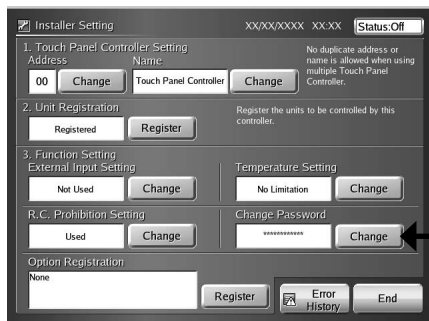 Installer Setting
XX/XX/XXXX XX:XX
Status:Off
1. Touch Panel Controller Setting
Address
Name
00
Change
Touch Panel Controller
Change
No duplicate address or
name is allowed when using
multiple Touch Panel
Controller.
2. Unit Registration
Registered
Register
Register the units to be controlled by this
controller.
3. Function Setting
External Input Setting
Not Used
Change
Temperature Setting
No Limitation
Change
R.C. Prohibition Setting
Used
Change
Change Password
************
Change
Option Registration
None
Register
Error
History
End